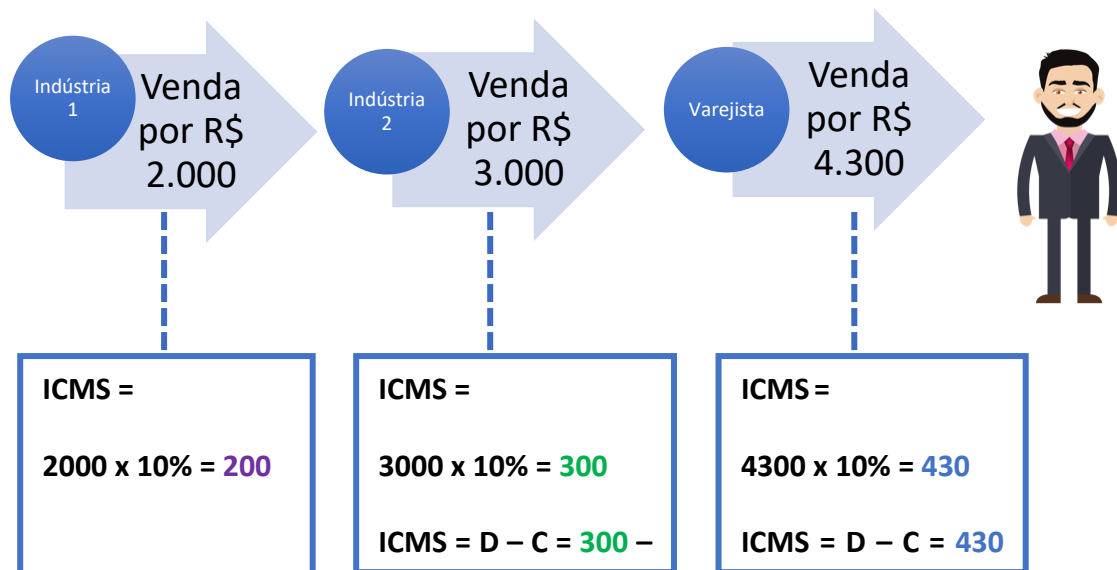 Indústria
1
Venda
por R$
2.000
Indústria
2
Venda
por R$
3.000
Varejista
Venda
por R$
4.300
ICMS =
2000 x 10% = 200
ICMS =
3000 x 10% = 300
ICMS = D – C = 300 –
ICMS =
4300 x 10% = 430
ICMS = D – C = 430